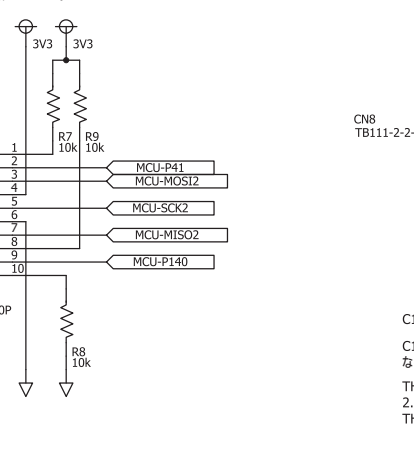 3V3 3V3
CN8
TB111-2-2-
R7 R9
10k 10k
1
2
MCU-P41
3
MCU-MOSI2
4
5
MCU-SCK2
6
7
MCU-MISO2
8
9
MCU-P140
10
0P
R8
10k
C1
C1
な
TH
2.
TH